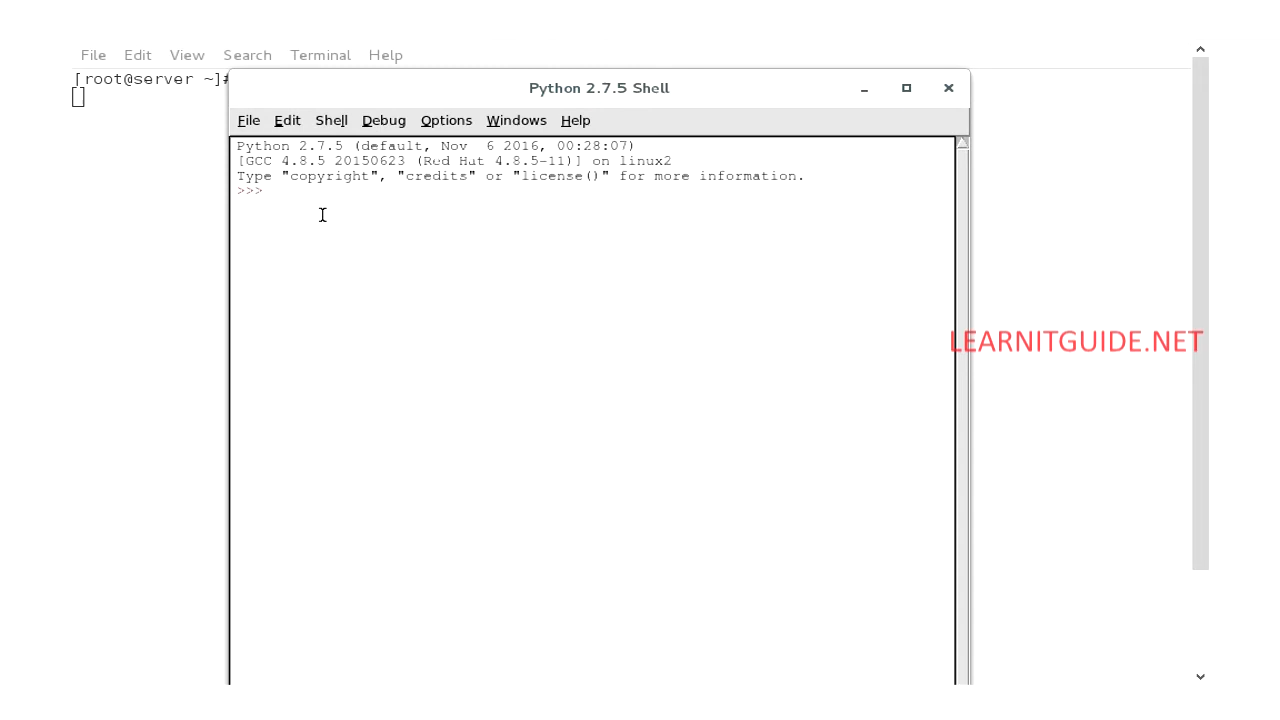 File Edit View Search Terminal Help
[root@server ~]#
Python 2.7.5 Shell
File Edit Shell Debug Options Windows Help
Python 2.7.5 (default, Nov  6 2016, 00:28:07)
[GCC 4.8.5 20150623 (Red Hat 4.8.5-11)] on linux2
Type "copyright", "credits" or "license()" for more information.
>>>
LEARNITGUIDE.NET